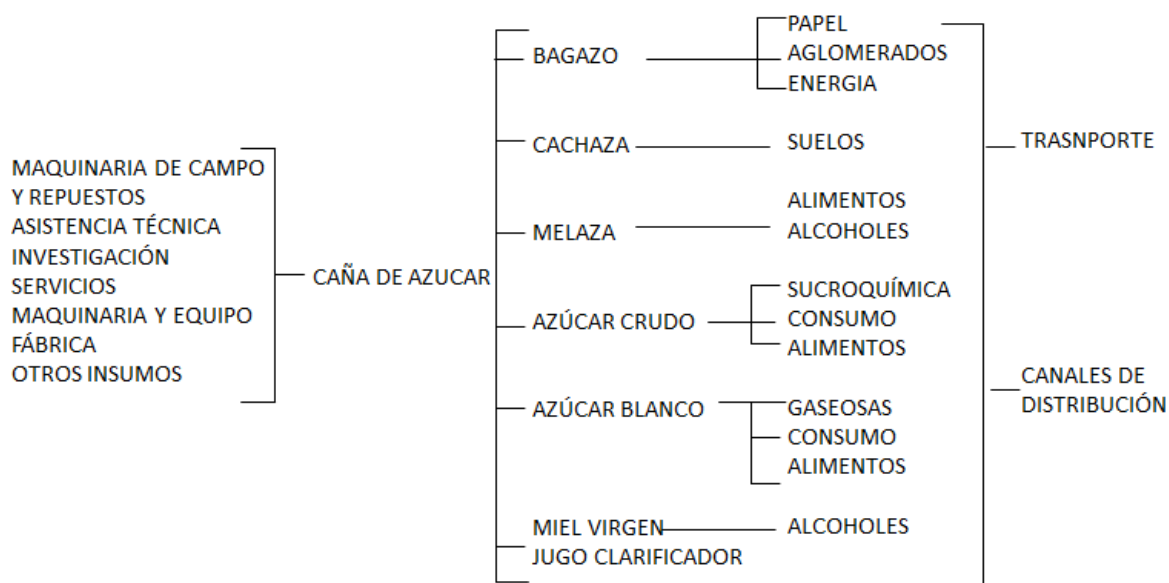 MAQUINARIA DE CAMPO
Y REPUESTOS
ASISTENCIA TÉCNICA
INVESTIGACIÓN
SERVICIOS
MAQUINARIA Y EQUIPO
FÁBRICA
OTROS INSUMOS
CAÑA DE AZUCAR
BAGAZO
CACHAZA
MELAZA
AZÚCAR CRUDO
AZÚCAR BLANCO
MIEL VIRGEN
JUGO CLARIFICADOR
PAPEL
AGLOMERADOS
ENERGIA
SUELOS
ALIMENTOS
ALCOHOLES
SUCROQUÍMICA
CONSUMO
ALIMENTOS
GASEOSAS
CONSUMO
ALIMENTOS
ALCOHOLES
TRASNPORTE
CANALES DE
DISTRIBUCIÓN